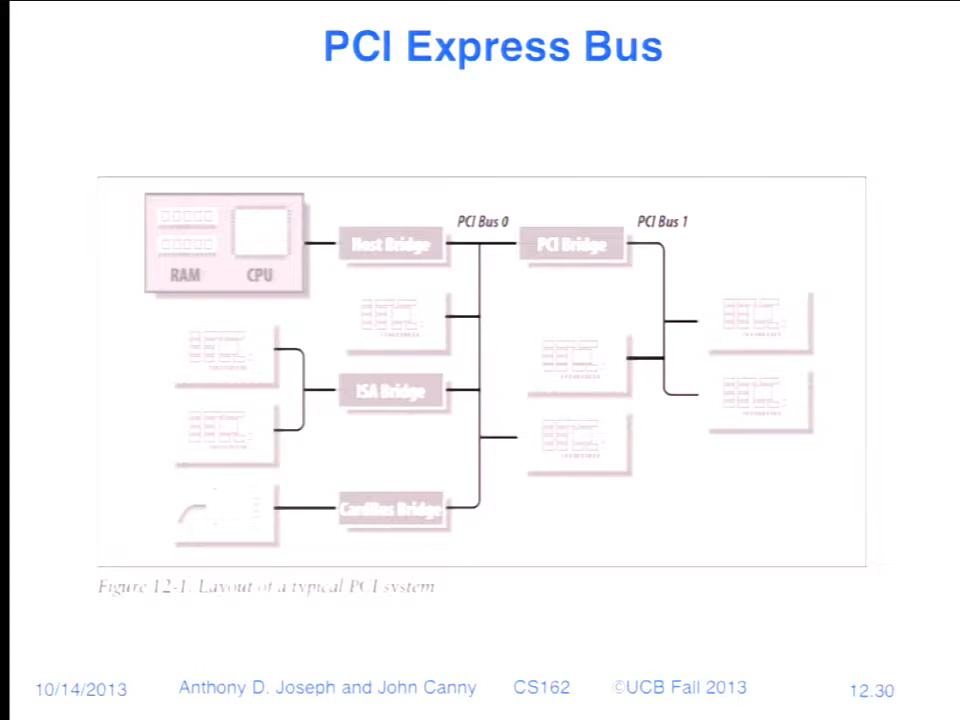 PCI Express Bus
PCI Bus 0
PCI Bus 1
Host Bridge
PCI Bridge
RAM
CPU
ISA Bridge
CardBus Bridge
Figure 12-1. Layout of a typical PCI system
10/14/2013
Anthony D. Joseph and John Canny
CS162
©UCB Fall 2013
12.30